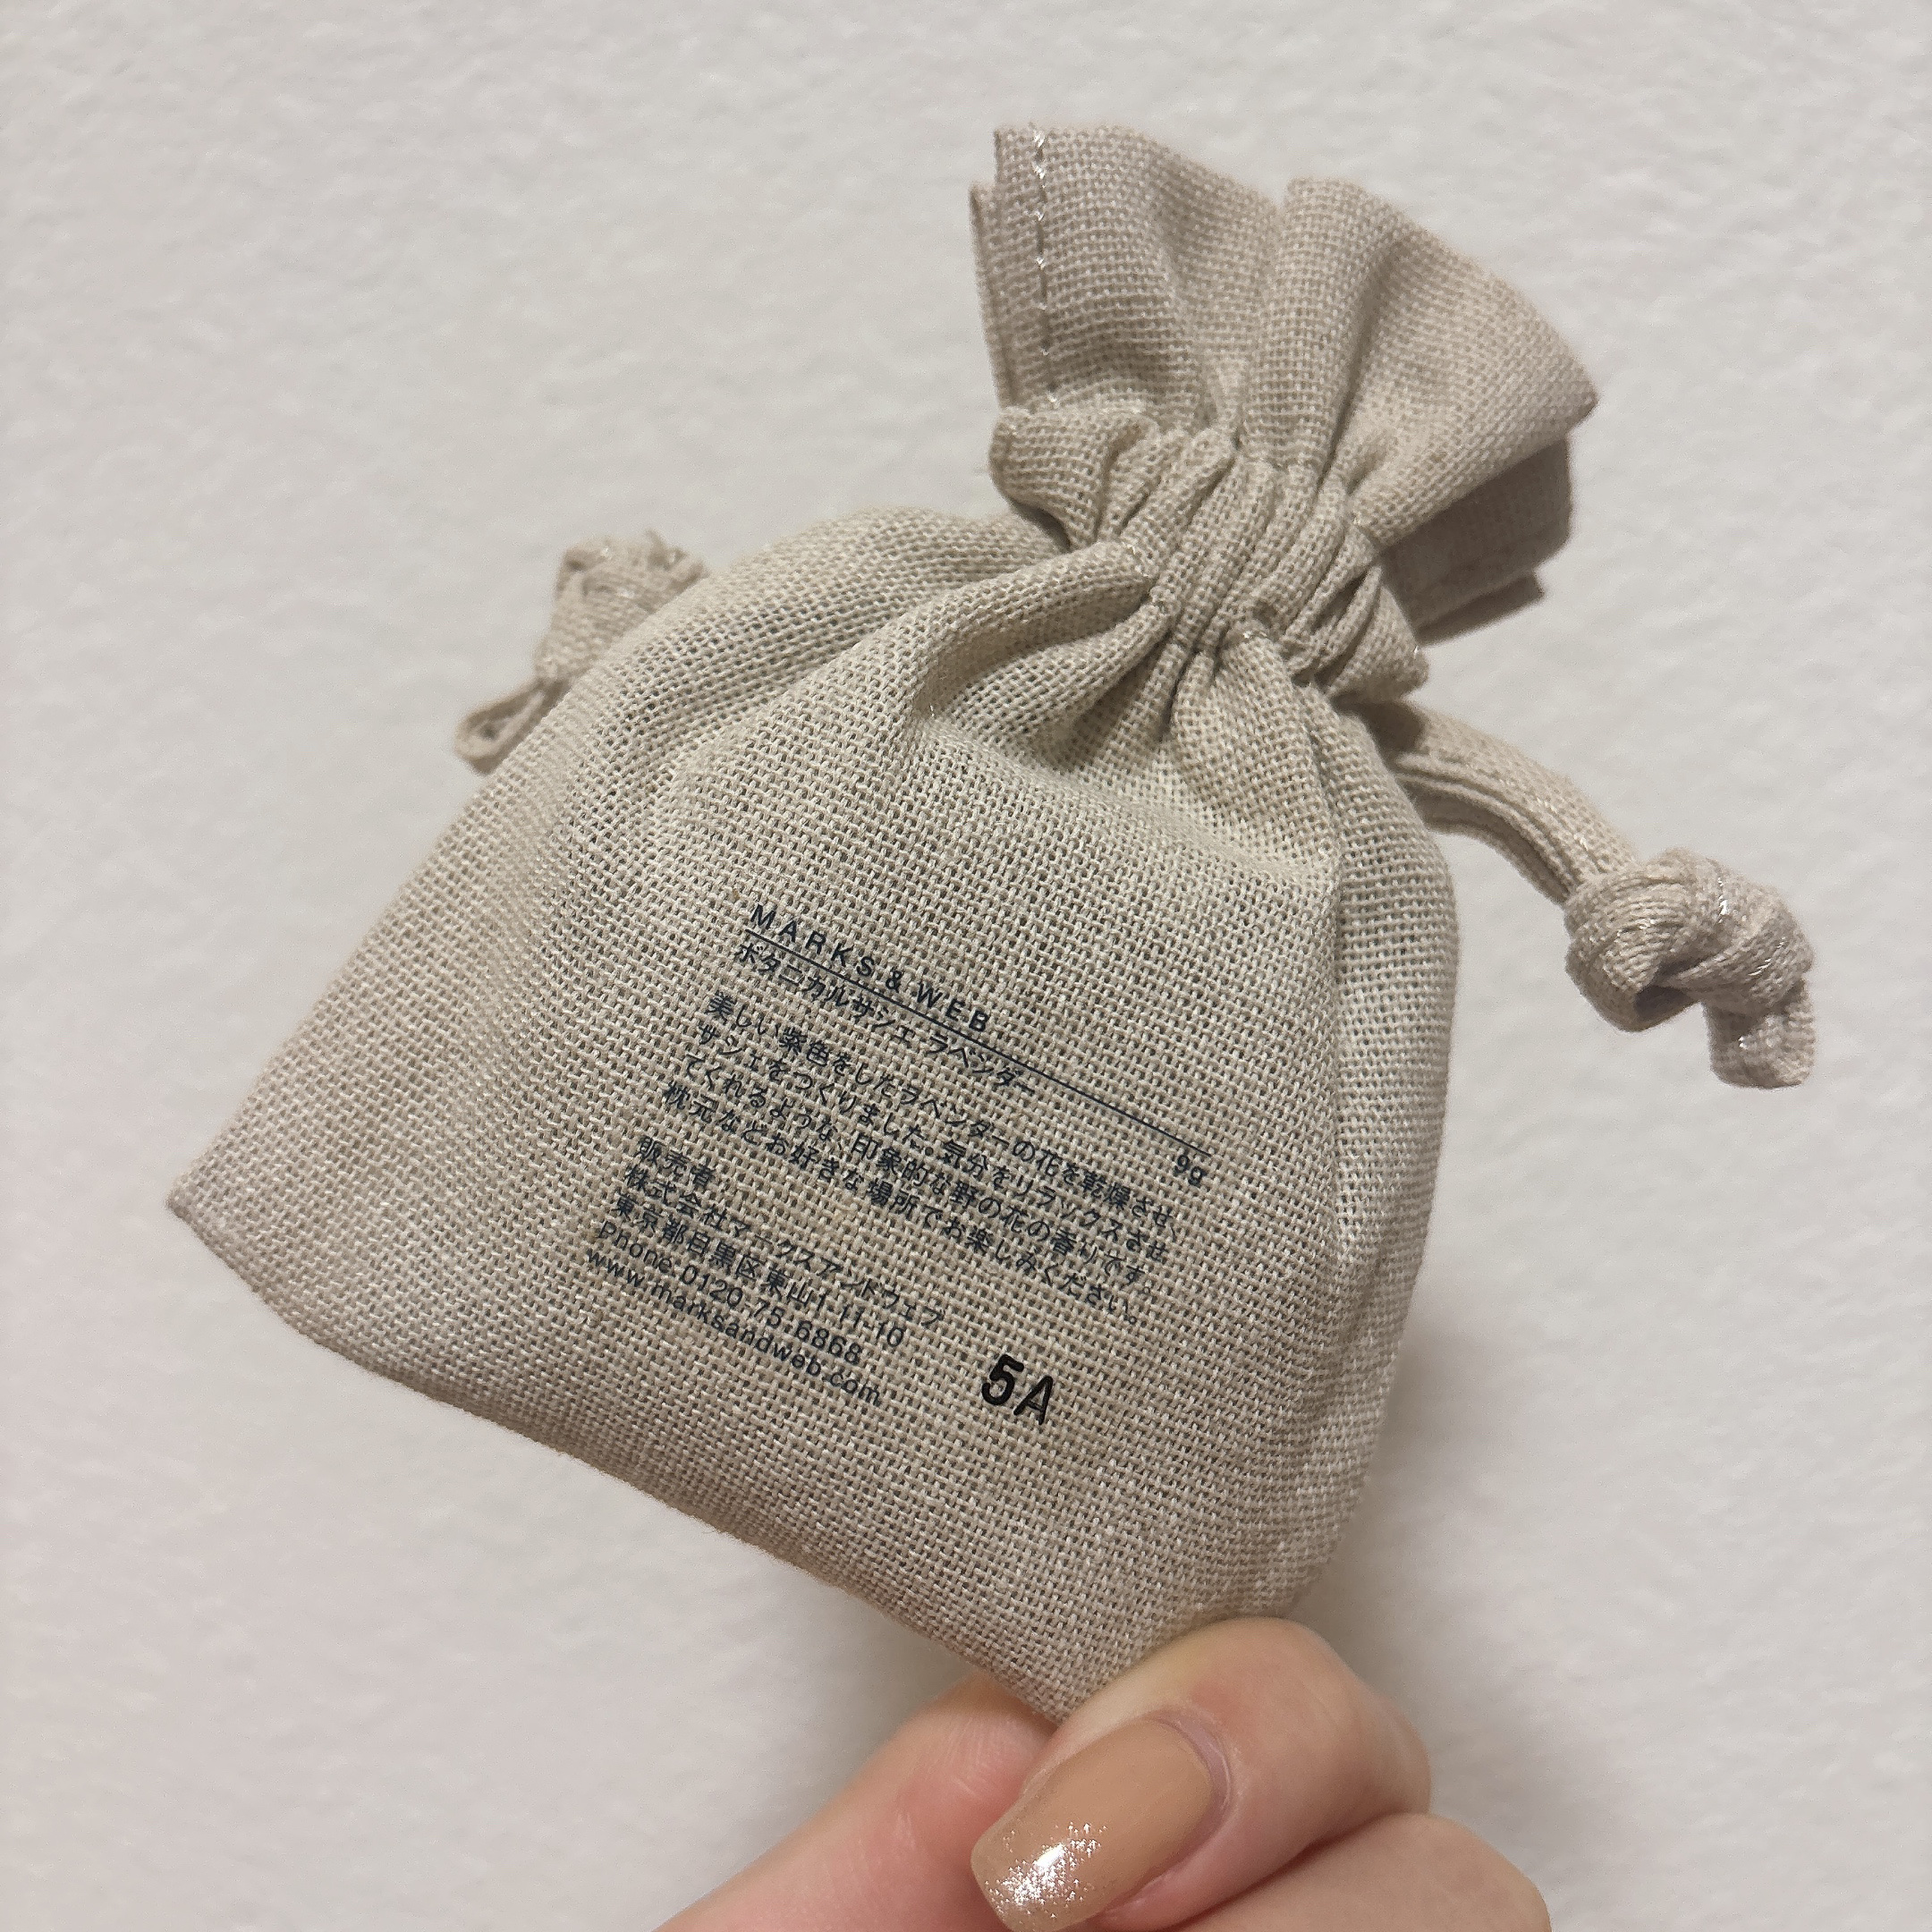 MARKS&WEB
ボタニカルサシェ ラベンダー 9g
美しい紫色をしたラベンダーの花を乾燥させ、
サシェをつくりました。気分をリラックスさせ
てくれるような、印象的な野の花の香りです。
枕元などお好きな場所でお楽しみください。
販売者
株式会社マークスアンドウェブ
東京都目黒区東山1-11-10
Phone.0120.75.6868
www.marksandweb.com
5A